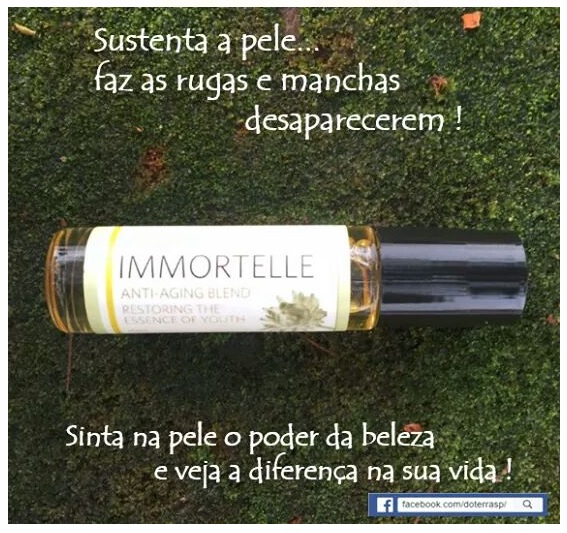 Sustenta a pele...
faz as rugas e manchas
desaparecerem !
IMMORTELLE
ANTI-AGING BLEND
RESTORING THE
ESSENCE OF YOUTH
Sinta na pele o poder da beleza
e veja a diferença na sua vida !
facebook.com/doterrasp/